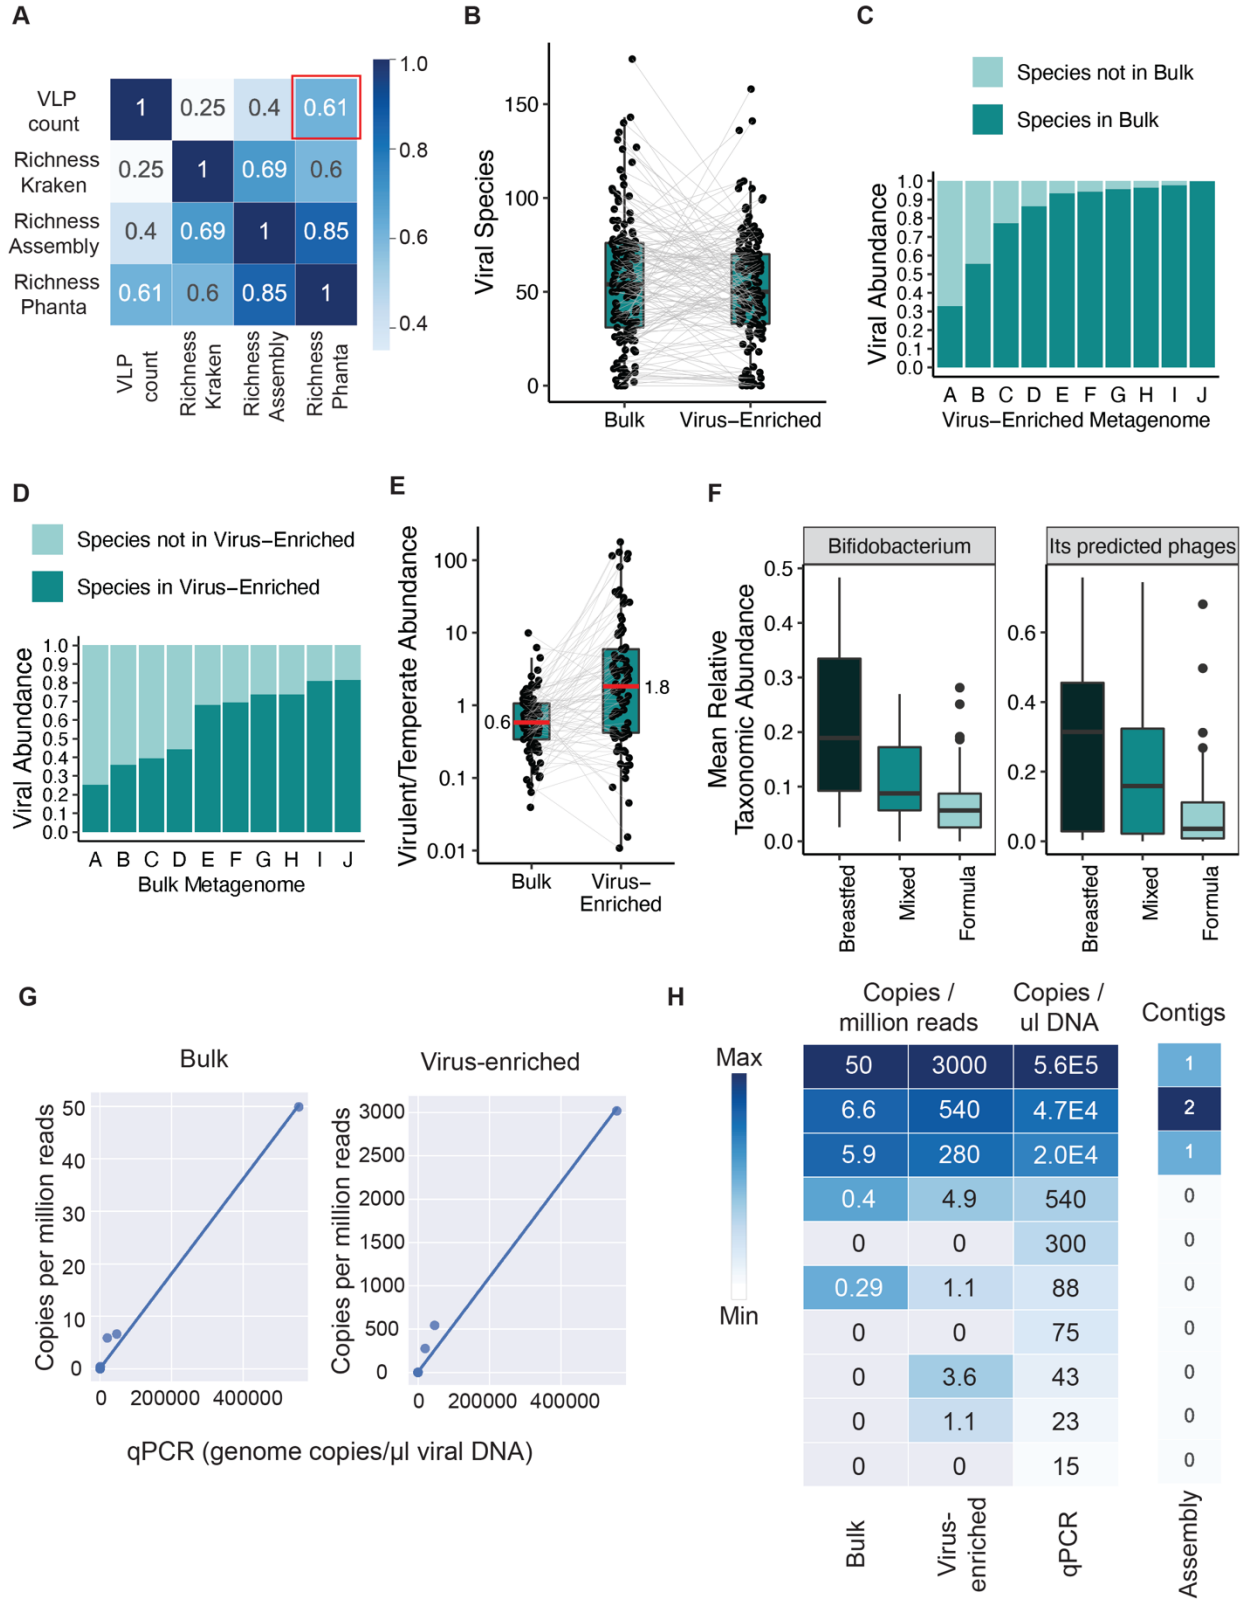 A
VLP
count
Richness
Kraken
Richness
Assembly
Richness
Phanta
1 0.25 0.4 0.61
0.25 1 0.69 0.6
0.4 0.69 1 0.85
0.61 0.6 0.85 1
VLP
count
Richness
Kraken
Richness
Assembly
Richness
Phanta
1.0
0.8
0.6
0.4
B
Viral Species
150
100
50
0
Bulk Virus-Enriched
C
Species not in Bulk
Species in Bulk
Viral Abundance
1.0
0.9
0.8
0.7
0.6
0.5
0.4
0.3
0.2
0.1
0.0
A B C D E F G H I J
Virus-Enriched Metagenome
D
Species not in Virus-Enriched
Species in Virus-Enriched
Viral Abundance
1.0
0.9
0.8
0.7
0.6
0.5
0.4
0.3
0.2
0.1
0.0
A B C D E F G H I J
Bulk Metagenome
E
Virulent/Temperate Abundance
100
10
1
0.1
0.01
0.6
1.8
Bulk
Virus-
Enriched
F
Mean Relative
Taxonomic Abundance
Bifidobacterium
0.5
0.4
0.3
0.2
0.1
0.0
Breastfed
Mixed
Formula
Its predicted phages
0.6
0.4
0.2
0.0
Breastfed
Mixed
Formula
G
Bulk
Copies per million reads
50
40
30
20
10
0
0 200000 400000
Virus-enriched
Copies per million reads
3000
2500
2000
1500
1000
500
0
0 200000 400000
qPCR (genome copies/µl viral DNA)
H
Max
Min
Copies /
million reads
Copies /
ul DNA
Contigs
50 3000 5.6E5 1
6.6 540 4.7E4 2
5.9 280 2.0E4 1
0.4 4.9 540 0
0 0 300 0
0.29 1.1 88 0
0 0 75 0
0 3.6 43 0
0 1.1 23 0
0 0 15 0
Bulk
Virus-
enriched
qPCR
Assembly